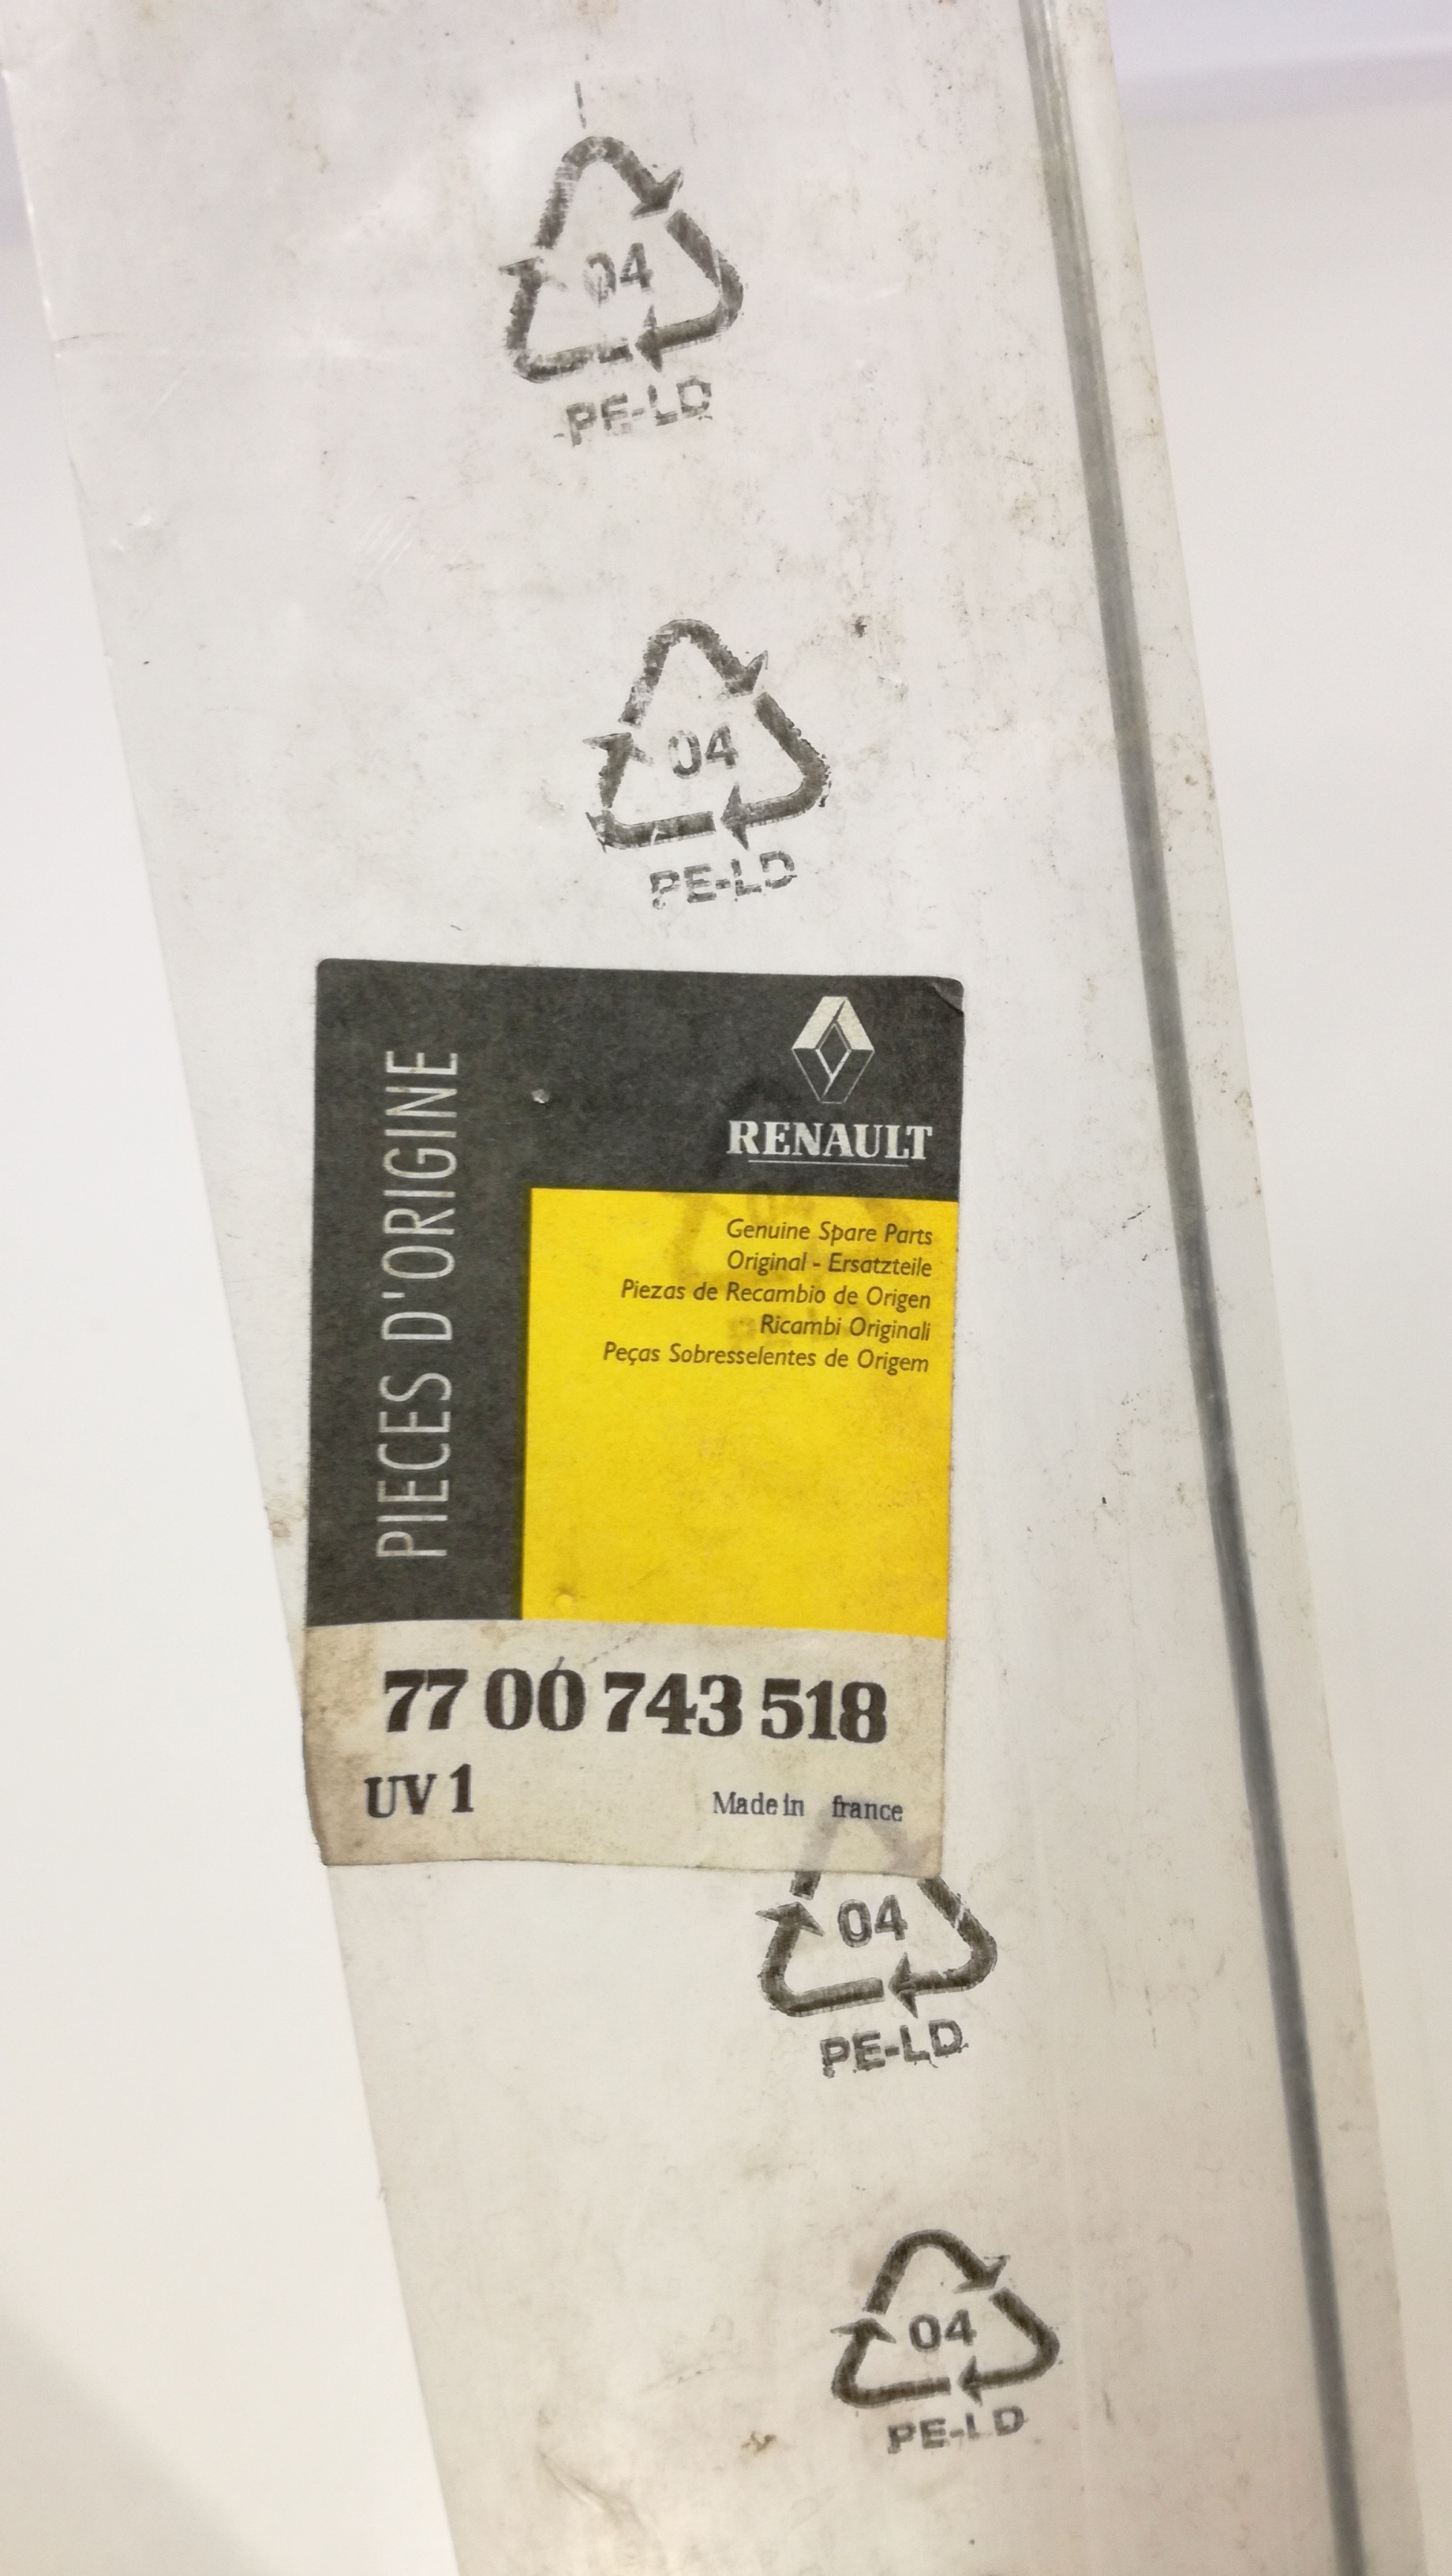 04
PE-LD
04
PE-LD
PIECES D'ORIGINE
RENAULT
Genuine Spare Parts
Original - Ersatzteile
Piezas de Recambio de Origen
Ricambi Originali
Peças Sobresselentes de Origem
77 00 743 518
UV 1 Made in france
04
PE-LD
04
PE-LD